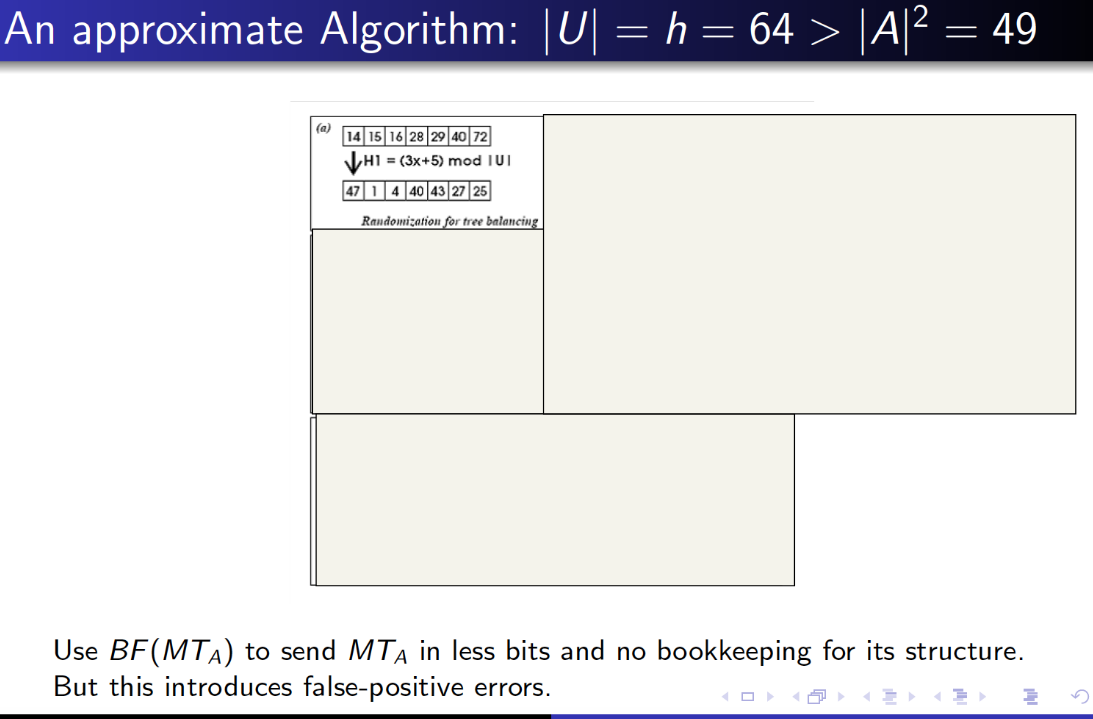 An approximate Algorithm: |U| = h = 64 > |A|² = 49
(a)
14 15 16 28 29 40 72
H1 = (3x+5) mod |U|
47 1 4 40 43 27 25
Randomization for tree balancing
Use BF(MT_A) to send MT_A in less bits and no bookkeeping for its structure.
But this introduces false-positive errors.